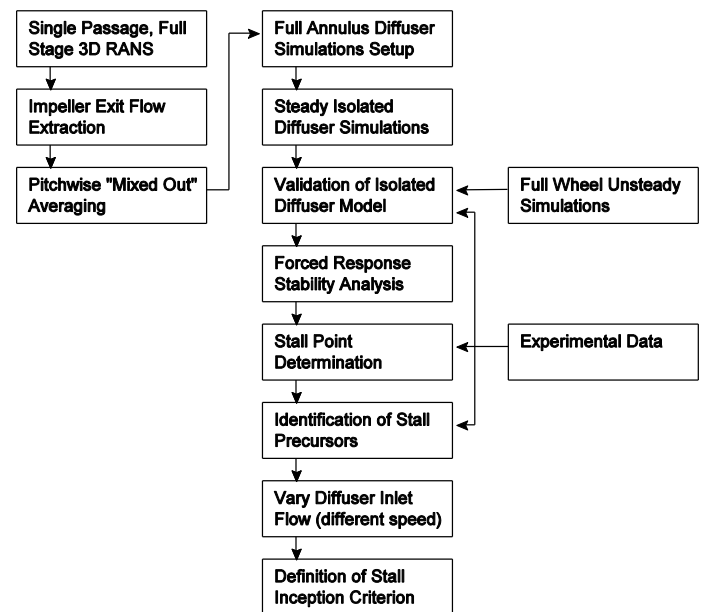 Single Passage, Full
Stage 3D RANS
Impeller Exit Flow
Extraction
Pitchwise "Mixed Out"
Averaging
Full Annulus Diffuser
Simulations Setup
Steady Isolated
Diffuser Simulations
Validation of Isolated
Diffuser Model
Full Wheel Unsteady
Simulations
Forced Response
Stability Analysis
Stall Point
Determination
Experimental Data
Identification of Stall
Precursors
Vary Diffuser Inlet
Flow (different speed)
Definition of Stall
Inception Criterion